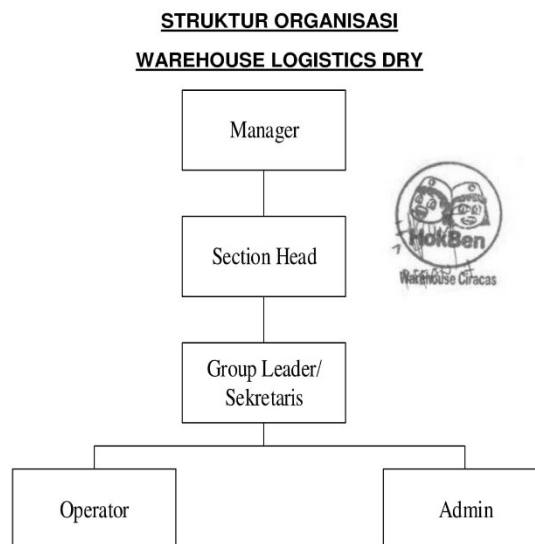 STRUKTUR ORGANISASI
WAREHOUSE LOGISTICS DRY
Manager
HokBen
Warehouse Ciracas
Section Head
Group Leader/
Sekretaris
Operator
Admin